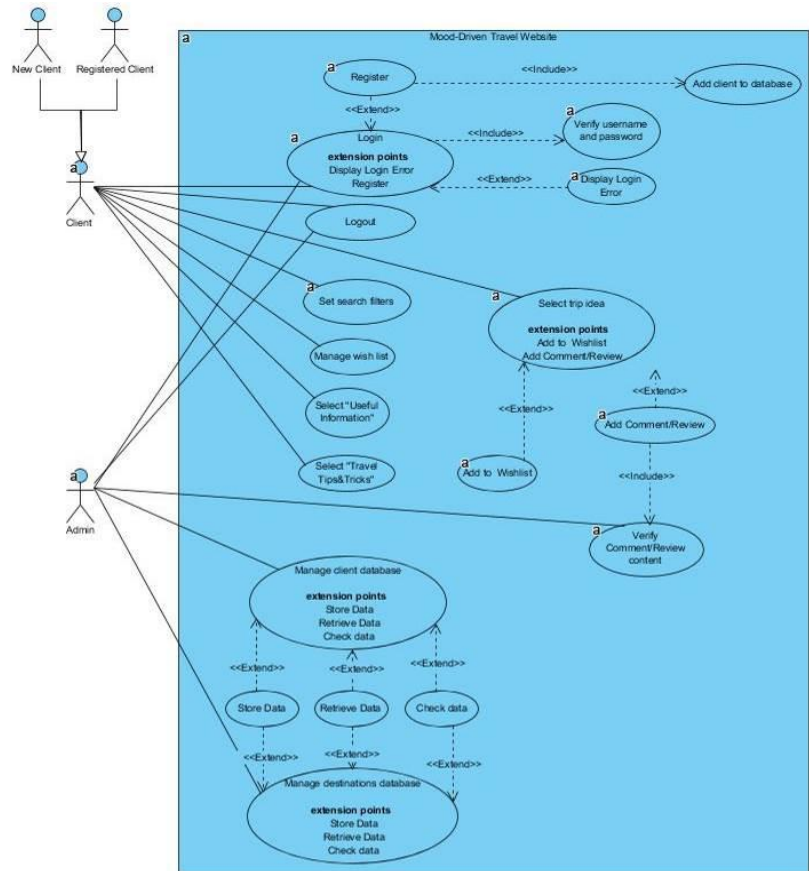 New Client
Registered Client
a
Mood-Driven Travel Website
a
Register
<<Include>>
Add client to database
<<Extend>>
a
Login
extension points
Display Login Error
Register
<<Include>>
a
Verify username
and password
<<Extend>>
a
Display Login
Error
a
Client
Logout
a
Set search filters
a
Select trip idea
extension points
Add to Wishlist
Add Comment/Review
Manage wish list
<<Extend>>
<<Extend>>
Select "Useful
Information"
a
Add Comment/Review
Select "Travel
Tips&Tricks"
a
Add to Wishlist
<<Include>>
a
Admin
a
Verify
Comment/Review
content
Manage client database
extension points
Store Data
Retrieve Data
Check data
<<Extend>>
<<Extend>>
<<Extend>>
Store Data
Retrieve Data
Check data
<<Extend>>
<<Extend>>
<<Extend>>
Manage destinations database
extension points
Store Data
Retrieve Data
Check data